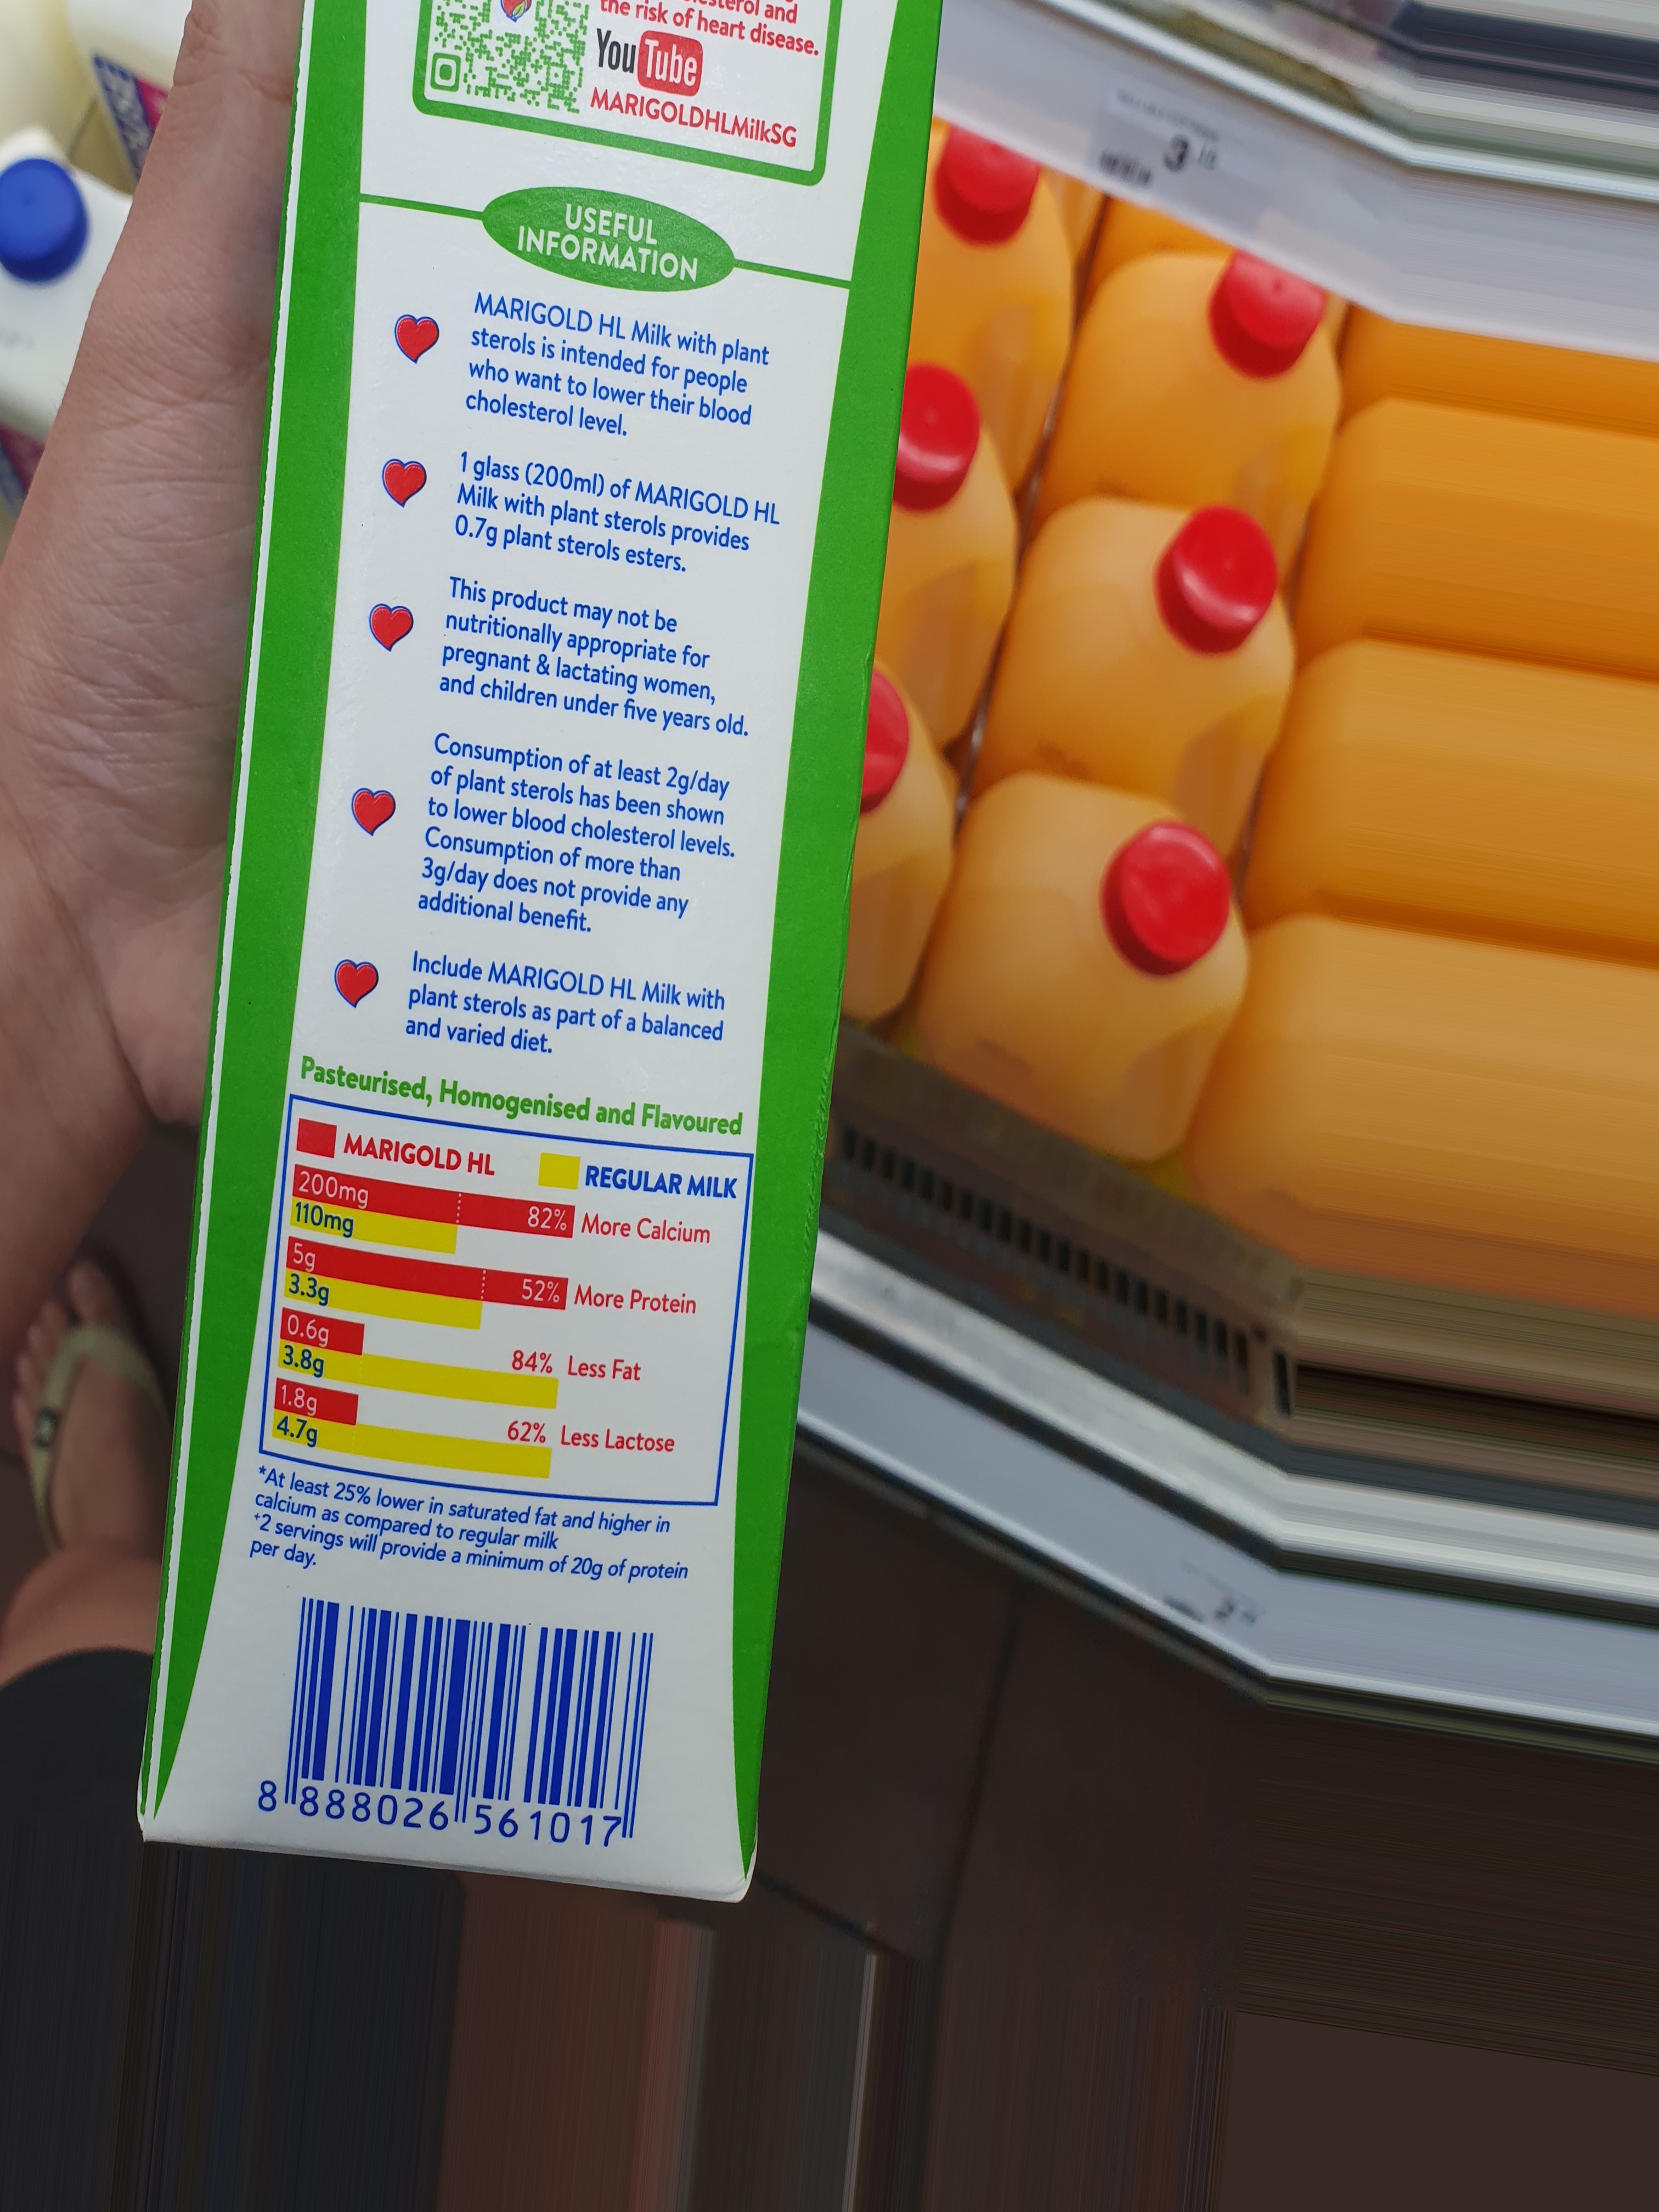 the risk of heart disease.
YouTube
MARIGOLDHLMilkSG
USEFUL
INFORMATION
MARIGOLD HL Milk with plant
sterols is intended for people
who want to lower their blood
cholesterol level.
1 glass (200ml) of MARIGOLD HL
Milk with plant sterols provides
0.7g plant sterols esters.
This product may not be
nutritionally appropriate for
pregnant & lactating women,
and children under five years old.
Consumption of at least 2g/day
of plant sterols has been shown
to lower blood cholesterol levels.
Consumption of more than
3g/day does not provide any
additional benefit.
Include MARIGOLD HL Milk with
plant sterols as part of a balanced
and varied diet.
Pasteurised, Homogenised and Flavoured
MARIGOLD HL REGULAR MILK
200mg 82% More Calcium
110mg
5g 52% More Protein
3.3g
0.6g
3.8g 84% Less Fat
1.8g
4.7g 62% Less Lactose
*At least 25% lower in saturated fat and higher in
calcium as compared to regular milk
+2 servings will provide a minimum of 20g of protein
per day.
8 888026 561017